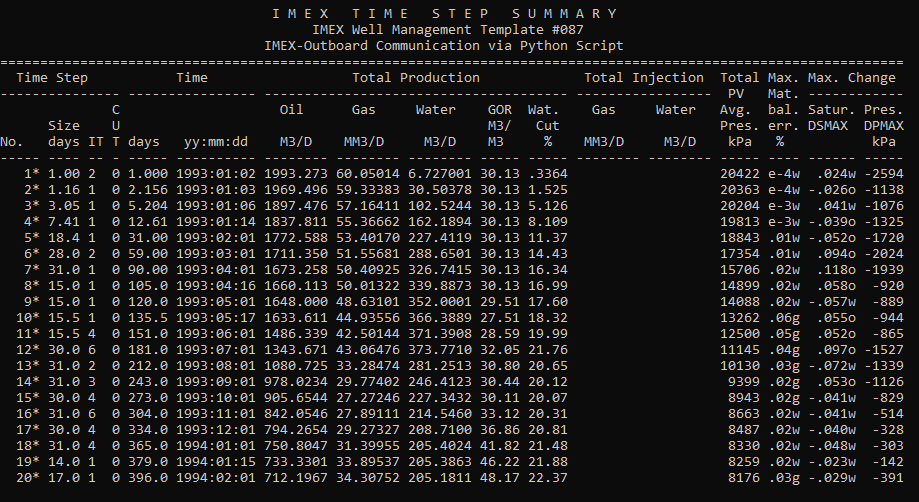 I M E X   T I M E   S T E P   S U M M A R Y
IMEX Well Management Template #087
IMEX-Outboard Communication via Python Script
================================================================================
Time Step Time Total Production Total Injection Total Max. Max. Change
--------------- ---------------- ---------------------------- --------------- PV Mat. ------------
C Oil Gas Water GOR Wat. Gas Water Avg. bal. Satur. Pres.
Size U M3/ Cut Pres. err. DSMAX DPMAX
No. days IT T days yy:mm:dd M3/D MM3/D M3/D M3 % MM3/D M3/D kPa % kPa
----- ---- -- -- ----- ---------- -------- -------- -------- ----- ----- -------- -------- ----- ---- ------ -----
1* 1.00 2 0 1.000 1993:01:02 1993.273 60.05014 6.727001 30.13 .3364 20422 e-4w .024w -2594
2* 1.16 1 0 2.156 1993:01:03 1969.496 59.33383 30.50378 30.13 1.525 20363 e-4w -.026o -1138
3* 3.05 1 0 5.204 1993:01:06 1897.476 57.16411 102.5244 30.13 5.126 20204 e-3w .041w -1076
4* 7.41 1 0 12.61 1993:01:14 1837.811 55.36662 162.1894 30.13 8.109 19813 e-3w -.039o -1325
5* 18.4 1 0 31.00 1993:02:01 1772.588 53.40170 227.4119 30.13 11.37 18843 .01w -.052o -1720
6* 28.0 2 0 59.00 1993:03:01 1711.350 51.55681 288.6501 30.13 14.43 17354 .01w .094o -2024
7* 31.0 1 0 90.00 1993:04:01 1673.258 50.40925 326.7415 30.13 16.34 15706 .02w .118o -1939
8* 15.0 1 0 105.0 1993:04:16 1660.113 50.01322 339.8873 30.13 16.99 14899 .02w .058o -920
9* 15.0 1 0 120.0 1993:05:01 1648.000 48.63101 352.0001 29.51 17.60 14088 .02w -.057w -889
10* 15.5 1 0 135.5 1993:05:17 1633.611 44.93556 366.3889 27.51 18.32 13262 .06g .055o -944
11* 15.5 4 0 151.0 1993:06:01 1486.339 42.50144 371.3908 28.59 19.99 12500 .05g .052o -865
12* 30.0 6 0 181.0 1993:07:01 1343.671 43.06476 373.7710 32.05 21.76 11145 .04g .097o -1527
13* 31.0 2 0 212.0 1993:08:01 1080.725 33.28474 281.2513 30.80 20.65 10130 .03g -.072w -1339
14* 31.0 3 0 243.0 1993:09:01 978.0234 29.77402 246.4123 30.44 20.12 9399 .02g .053o -1126
15* 30.0 4 0 273.0 1993:10:01 905.6544 27.27246 227.3432 30.11 20.07 8943 .02g -.041w -829
16* 31.0 6 0 304.0 1993:11:01 842.0546 27.89111 214.5460 33.12 20.31 8663 .02w -.041w -514
17* 30.0 4 0 334.0 1993:12:01 794.2654 29.27327 208.7100 36.86 20.81 8487 .02w -.040w -328
18* 31.0 4 0 365.0 1994:01:01 750.8047 31.39955 205.4024 41.82 21.48 8330 .02w -.048w -303
19* 14.0 1 0 379.0 1994:01:15 733.3301 33.89537 205.3863 46.22 21.88 8259 .02w -.023w -142
20* 17.0 1 0 396.0 1994:02:01 712.1967 34.30752 205.1811 48.17 22.37 8176 .03g -.029w -391